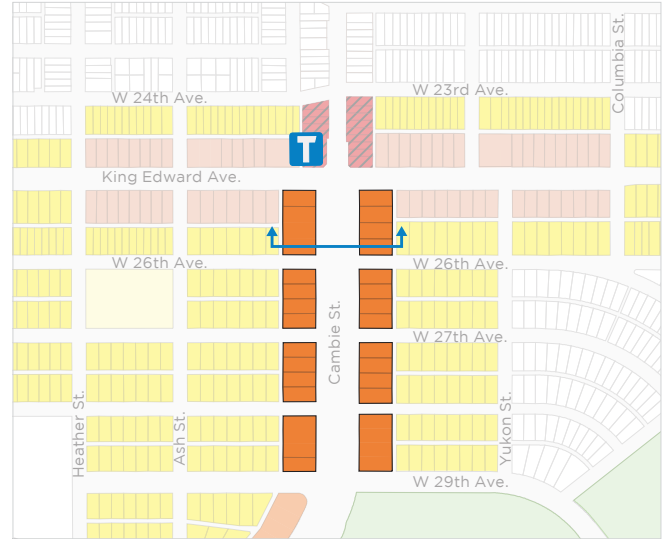 W 24th Ave.
W 23rd Ave.
Columbia St.
T
King Edward Ave.
W 26th Ave.
W 26th Ave.
Cambie St.
W 27th Ave.
Heather St.
Ash St.
Yukon St.
W 29th Ave.